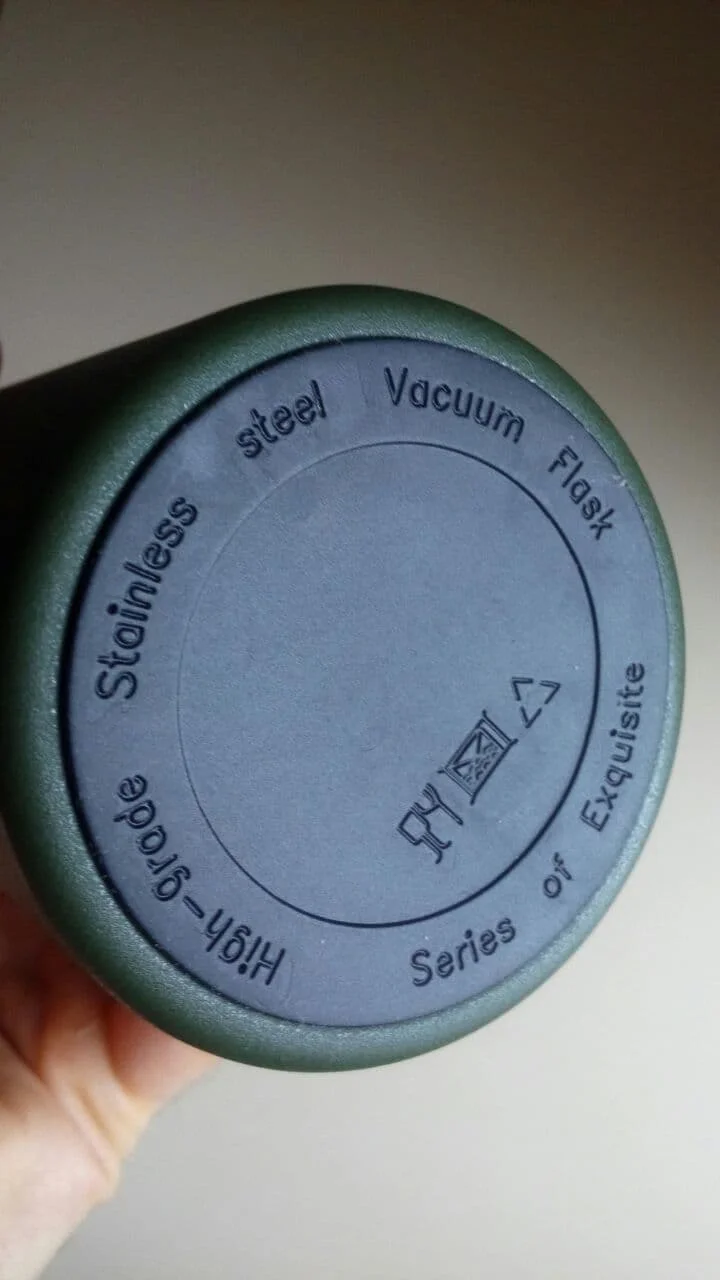 High-grade Stainless steel Vacuum Flask
Series of Exquisite